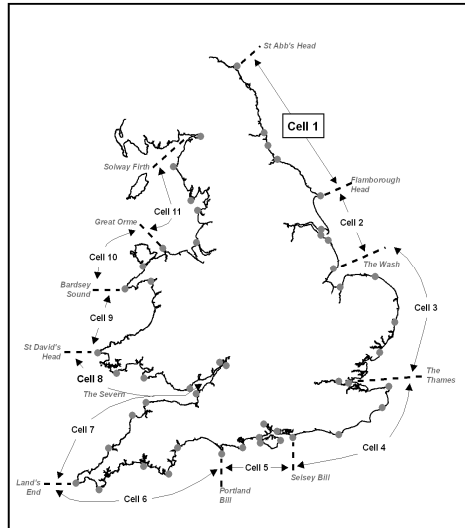 St Abb's Head
Cell 1
Solway Firth
Flamborough
Head
Great Orme
Cell 11
Cell 2
Cell 10
The Wash
Bardsey
Sound
Cell 3
Cell 9
St David's
Head
The
Thames
Cell 8
The Severn
Cell 7
Cell 4
Cell 5
Selsey Bill
Land's
End
Cell 6
Portland
Bill